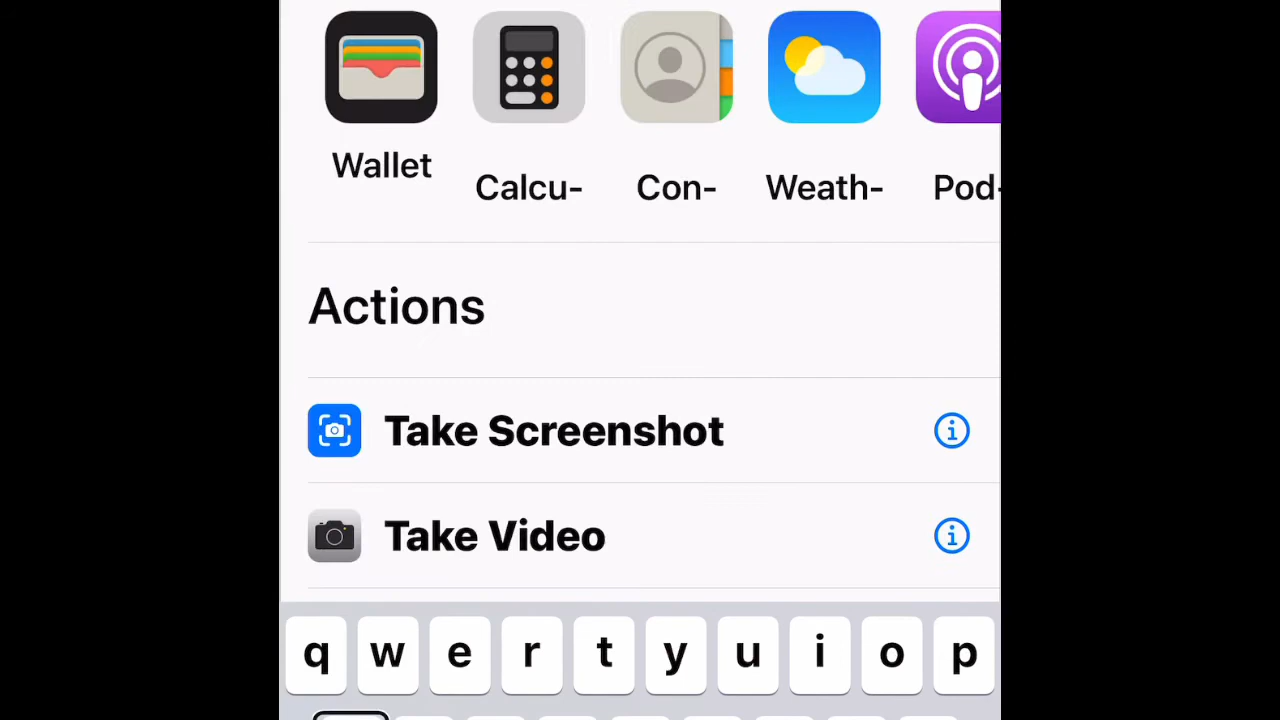 Wallet
Calcu-
Con-
Weath-
Pod-
Actions
Take Screenshot
Take Video
q w e r t y u i o p